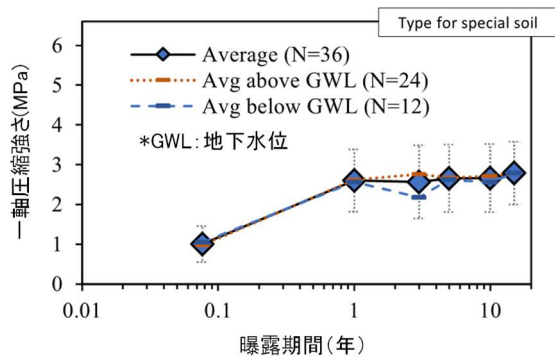 Type for special soil
Average (N=36)
Avg above GWL (N=24)
Avg below GWL (N=12)
*GWL：地下水位
一軸圧縮強さ(MPa)
6
5
4
3
2
1
0
0.01
0.1
1
10
曝露期間（年）